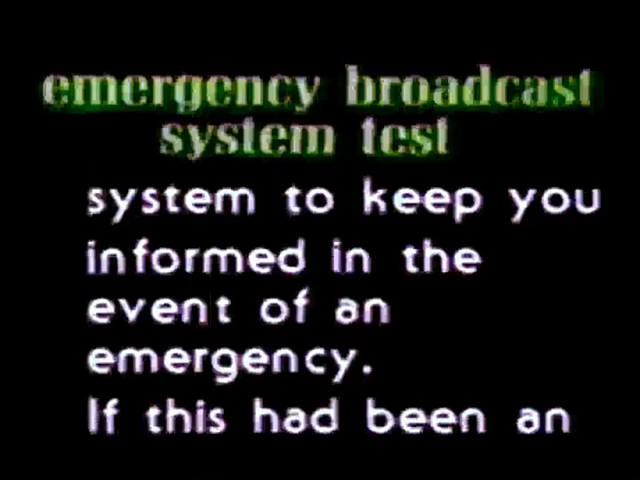 emergency broadcast
system test
system to keep you
informed in the
event of an
emergency.
If this had been an